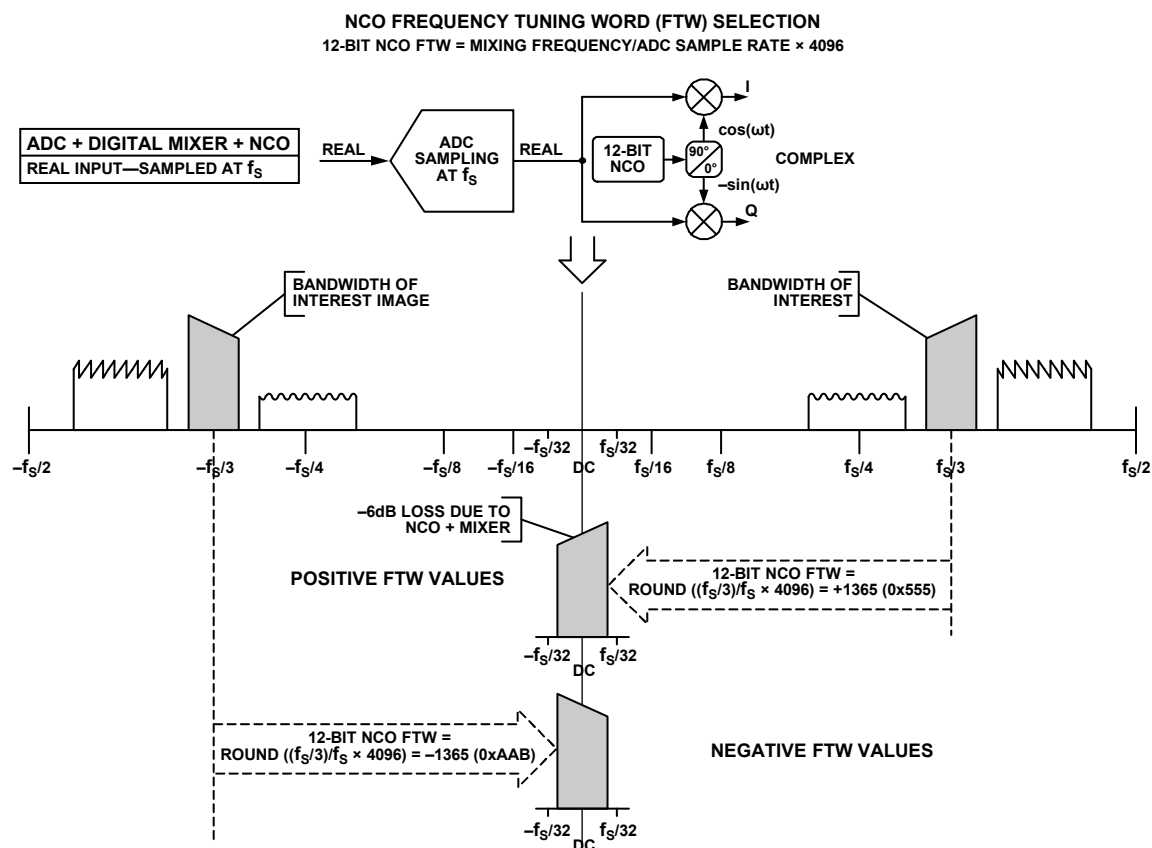 NCO FREQUENCY TUNING WORD (FTW) SELECTION
12-BIT NCO FTW = MIXING FREQUENCY/ADC SAMPLE RATE × 4096
ADC + DIGITAL MIXER + NCO
REAL INPUT—SAMPLED AT fS
REAL
ADC
SAMPLING
AT fS
REAL
12-BIT
NCO
90°
0°
I
cos(ωt)
COMPLEX
–sin(ωt)
Q
BANDWIDTH OF
INTEREST IMAGE
BANDWIDTH OF
INTEREST
–fS/2
–fS/3
–fS/4
–fS/8
–fS/16
–fS/32
DC
fS/32
fS/16
fS/8
fS/4
fS/3
fS/2
–6dB LOSS DUE TO
NCO + MIXER
POSITIVE FTW VALUES
12-BIT NCO FTW =
ROUND ((fS/3)/fS × 4096) = +1365 (0x555)
–fS/32
DC
fS/32
12-BIT NCO FTW =
ROUND ((fS/3)/fS × 4096) = –1365 (0xAAB)
NEGATIVE FTW VALUES
–fS/32
DC
fS/32